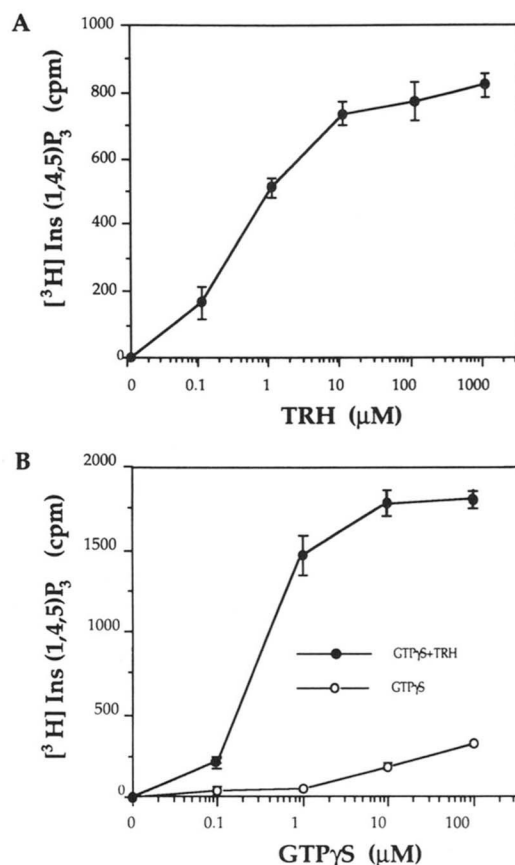 A
1000
800
600
400
200
0
[³H] Ins (1,4,5)P₃ (cpm)
0 0.1 1 10 100 1000
TRH (μM)
B
2000
1500
1000
500
0
[³H] Ins (1,4,5)P₃ (cpm)
GTPγS+TRH
GTPγS
0 0.1 1 10 100
GTPγS (μM)